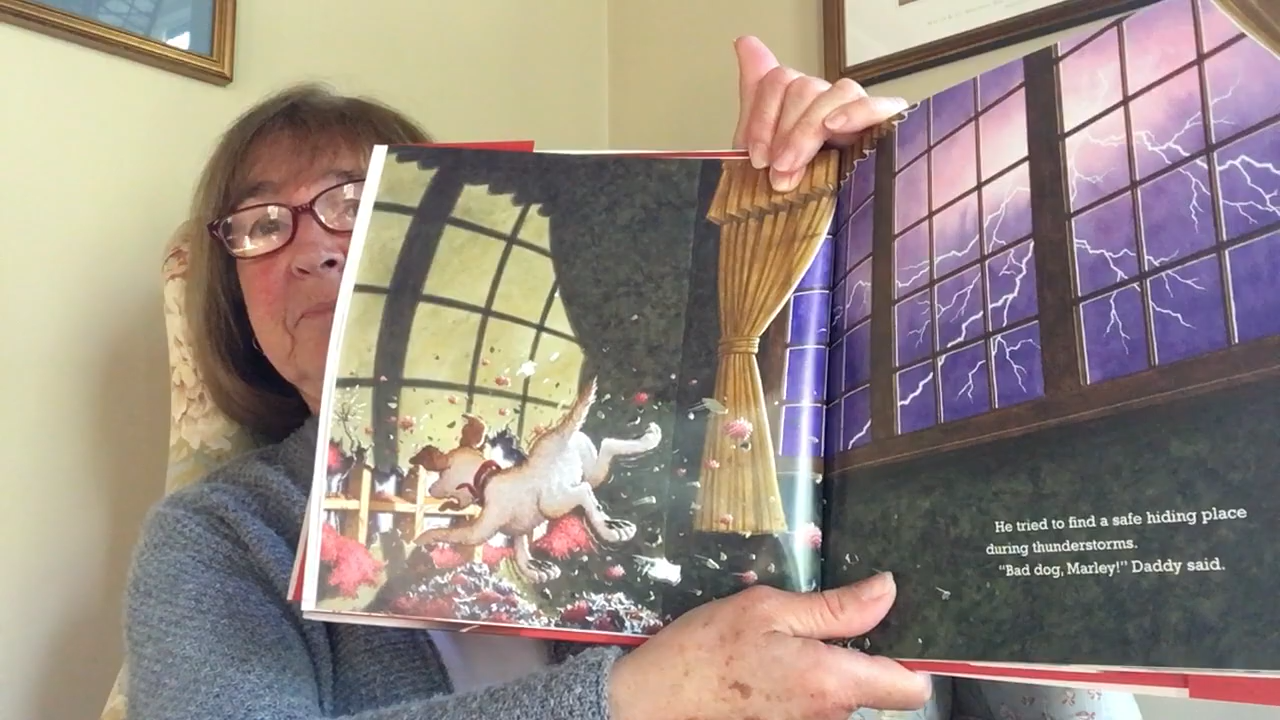 He tried to find a safe hiding place
during thunderstorms.
"Bad dog, Marley!" Daddy said.